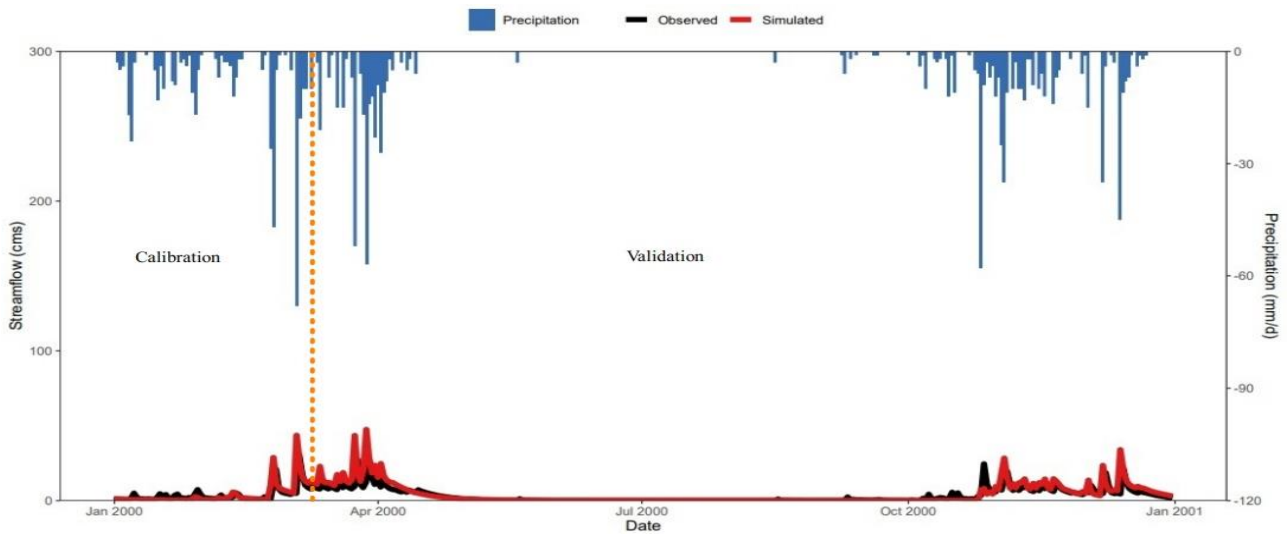 Precipitation Observed Simulated
300
200
100
0
Streamflow (cms)
Calibration
Validation
0
-30
-60
-90
-120
Precipitation (mm/d)
Jan 2000 Apr 2000 Jul 2000 Oct 2000 Jan 2001
Date